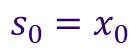 s₀ = x₀